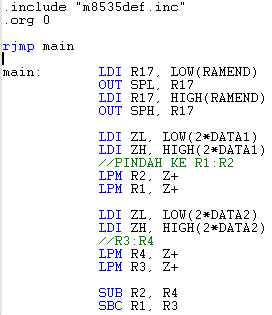 .include "m8535def.inc"
.org 0
rjmp main
main: LDI R17, LOW(RAMEND)
OUT SPL, R17
LDI R17, HIGH(RAMEND)
OUT SPH, R17
LDI ZL, LOW(2*DATA1)
LDI ZH, HIGH(2*DATA1)
//PINDAH KE R1:R2
LPM R2, Z+
LPM R1, Z+
LDI ZL, LOW(2*DATA2)
LDI ZH, HIGH(2*DATA2)
//R3:R4
LPM R4, Z+
LPM R3, Z+
SUB R2, R4
SBC R1, R3